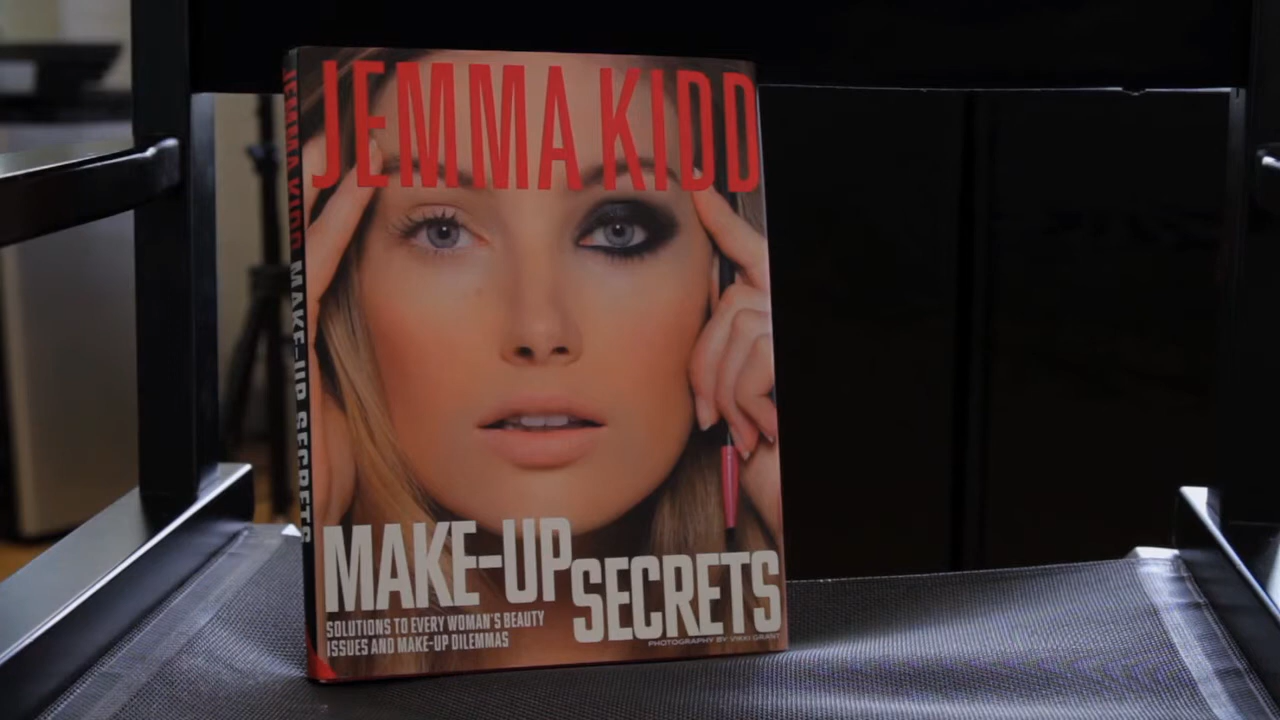 JEMMA KIDD
JEMMA KIDD MAKE-UP SECRETS
MAKE-UP
SECRETS
SOLUTIONS TO EVERY WOMAN'S BEAUTY
ISSUES AND MAKE-UP DILEMMAS
PHOTOGRAPHY BY VIKKI GRANT